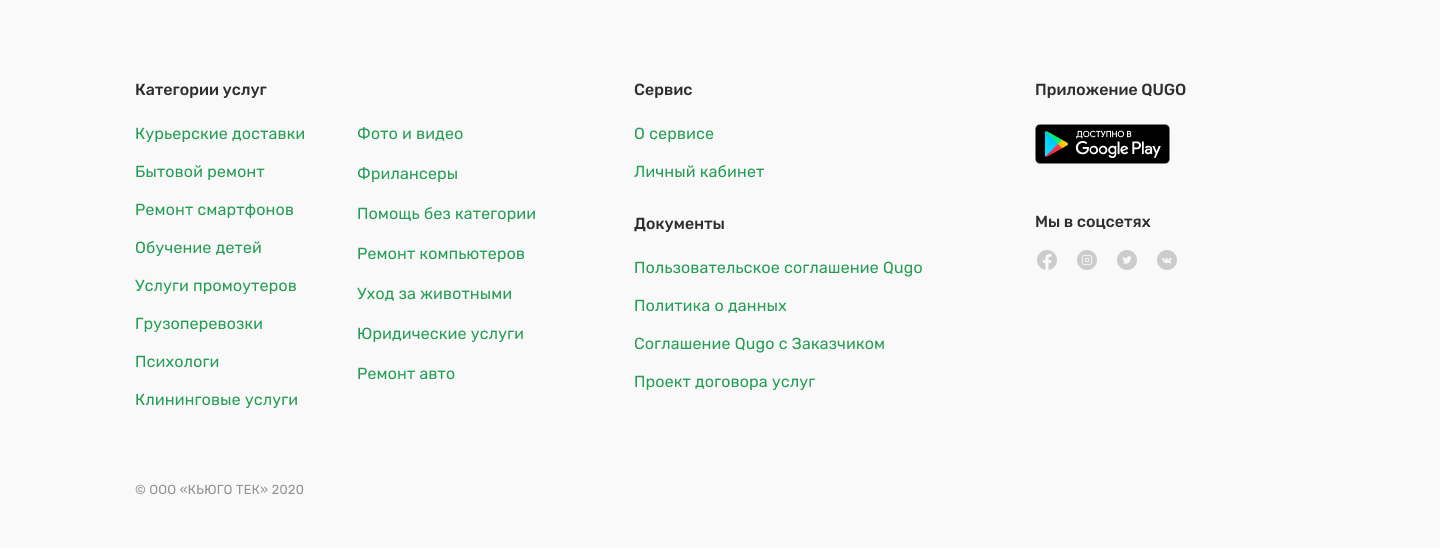 Категории услуг
Курьерские доставки
Бытовой ремонт
Ремонт смартфонов
Обучение детей
Услуги промоутеров
Грузоперевозки
Психологи
Клининговые услуги
Фото и видео
Фрилансеры
Помощь без категории
Ремонт компьютеров
Уход за животными
Юридические услуги
Ремонт авто
Сервис
О сервисе
Личный кабинет
Документы
Пользовательское соглашение Qugo
Политика о данных
Соглашение Qugo с Заказчиком
Проект договора услуг
Приложение QUGO
ДОСТУПНО В
Google Play
Мы в соцсетях
© ООО «КЬЮГО ТЕК» 2020